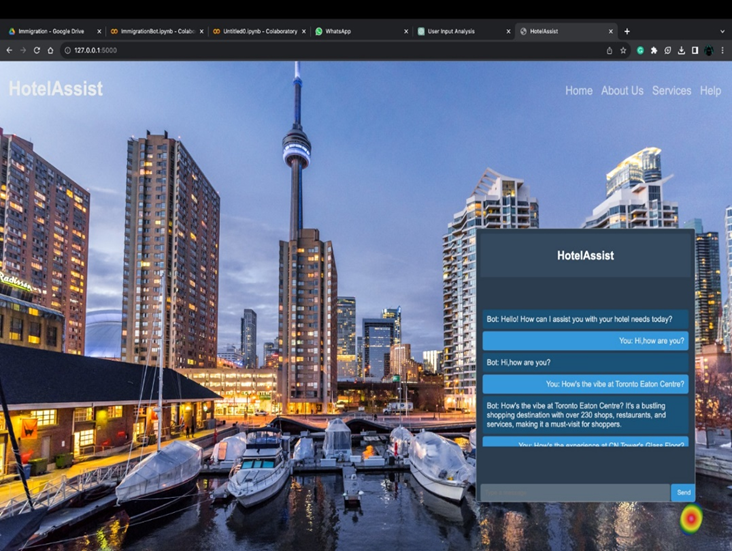 Immigration - Google Drive
ImmigrationBot.ipynb - Colab
Untitled0.ipynb - Colaboratory
WhatsApp
User Input Analysis
HotelAssist
127.0.0.1:5000
HotelAssist
Home About Us Services Help
Radisson
HotelAssist
Bot: Hello! How can I assist you with your hotel needs today?
You: Hi,how are you?
Bot: Hi,how are you?
You: How's the vibe at Toronto Eaton Centre?
Bot: How's the vibe at Toronto Eaton Centre? It's a bustling
shopping destination with over 230 shops, restaurants, and
services, making it a must-visit for shoppers.
You: How's the experience at CN Tower's Glass Floor?
Send